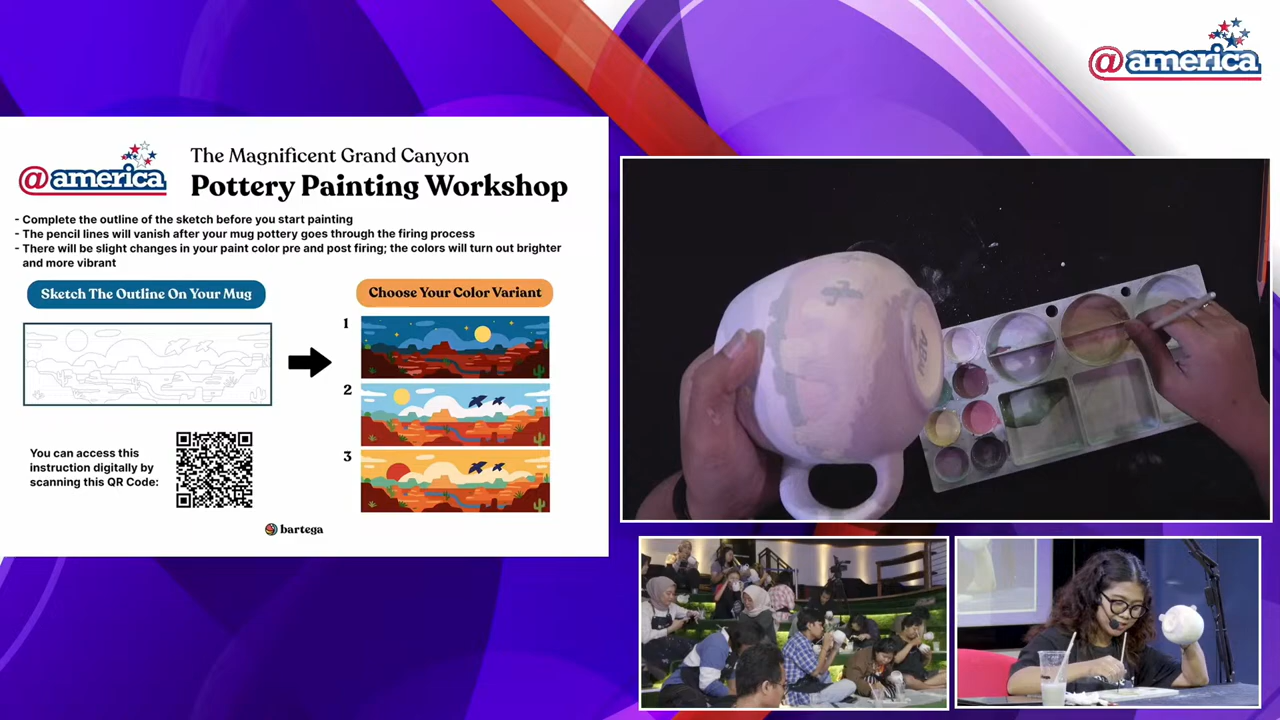 @america
@america
The Magnificent Grand Canyon
Pottery Painting Workshop
- Complete the outline of the sketch before you start painting
- The pencil lines will vanish after your mug pottery goes through the firing process
- There will be slight changes in your paint color pre and post firing; the colors will turn out brighter
and more vibrant
Sketch The Outline On Your Mug
Choose Your Color Variant
1
2
3
You can access this
instruction digitally by
scanning this QR Code:
bartega